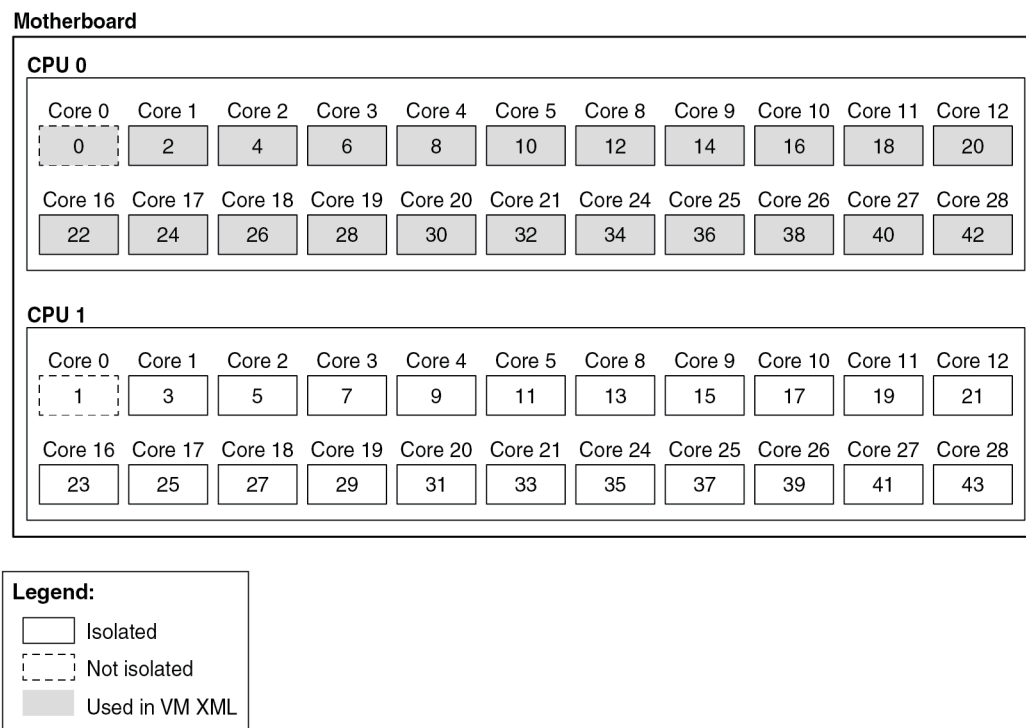 Motherboard
CPU 0
Core 0 Core 1 Core 2 Core 3 Core 4 Core 5 Core 8 Core 9 Core 10 Core 11 Core 12
0 2 4 6 8 10 12 14 16 18 20
Core 16 Core 17 Core 18 Core 19 Core 20 Core 21 Core 24 Core 25 Core 26 Core 27 Core 28
22 24 26 28 30 32 34 36 38 40 42
CPU 1
Core 0 Core 1 Core 2 Core 3 Core 4 Core 5 Core 8 Core 9 Core 10 Core 11 Core 12
1 3 5 7 9 11 13 15 17 19 21
Core 16 Core 17 Core 18 Core 19 Core 20 Core 21 Core 24 Core 25 Core 26 Core 27 Core 28
23 25 27 29 31 33 35 37 39 41 43
Legend:
Isolated
Not isolated
Used in VM XML